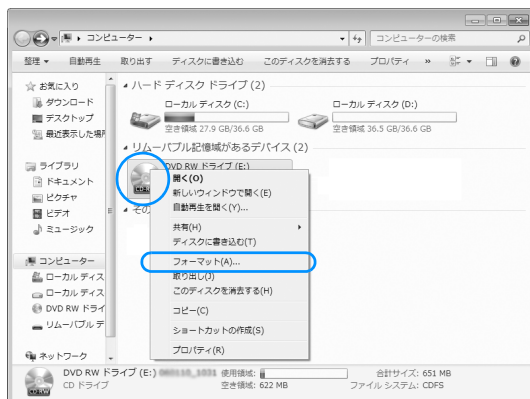 コンピューター
コンピューターの検索
整理 自動再生 取り出す ディスクに書き込む このディスクを消去する プロパティ »
お気に入り
ダウンロード
デスクトップ
最近表示した場所
ライブラリ
ドキュメント
ピクチャ
ビデオ
ミュージック
コンピューター
ローカル ディス
ローカル ディス
DVD RW ドライ
リムーバブル デ
ネットワーク
ハード ディスク ドライブ (2)
ローカル ディスク (C:)
空き領域 27.9 GB/36.6 GB
ローカル ディスク (D:)
空き領域 36.5 GB/36.6 GB
リムーバブル記憶域があるデバイス (2)
DVD RW ドライブ (E:)
CD-RW
その
開く(O)
新しいウィンドウで開く(E)
自動再生を開く(Y)...
共有(H)
ディスクに書き込む(T)
フォーマット(A)...
取り出し(J)
このディスクを消去する(H)
コピー(C)
ショートカットの作成(S)
プロパティ(R)
DVD RW ドライブ (E:) 使用領域: 合計サイズ: 651 MB
CD ドライブ 空き領域: 622 MB ファイル システム: CDFS
CD-RW